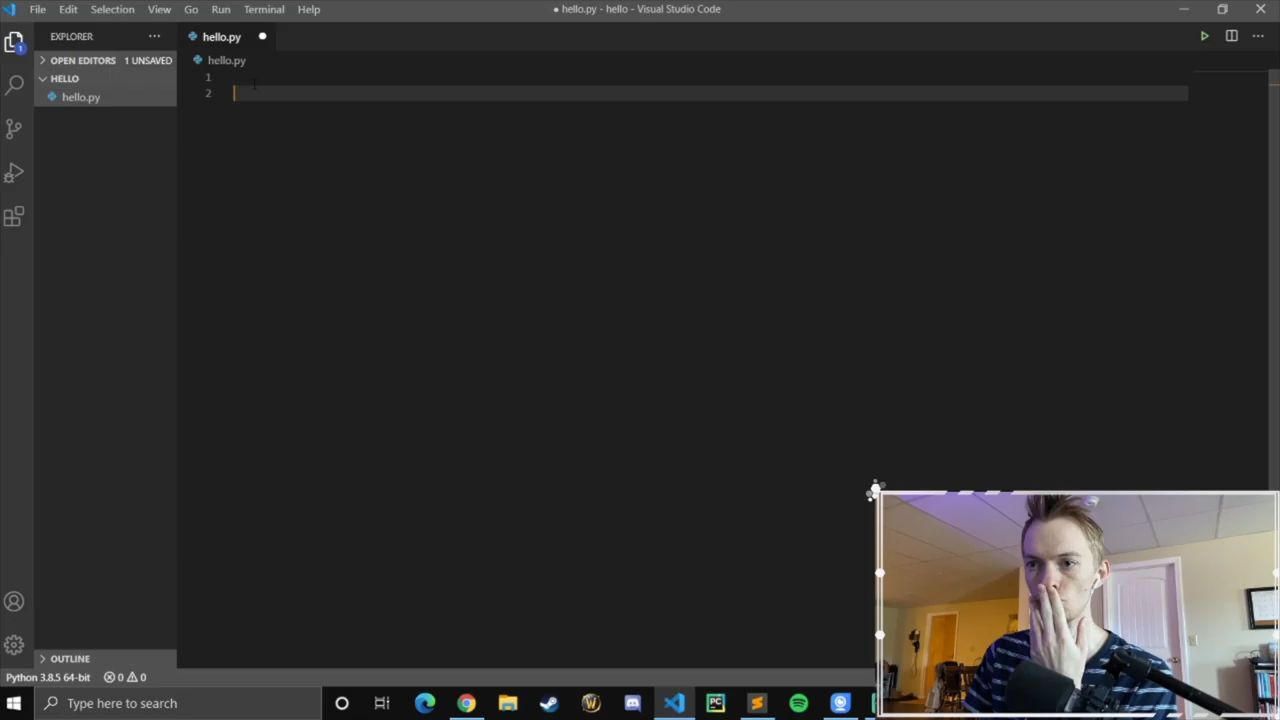 File Edit Selection View Go Run Terminal Help
● hello.py - hello - Visual Studio Code
EXPLORER
hello.py
OPEN EDITORS 1 UNSAVED
hello.py
HELLO
1
hello.py
1
2
OUTLINE
Python 3.8.5 64-bit
0 0
Type here to search
PC